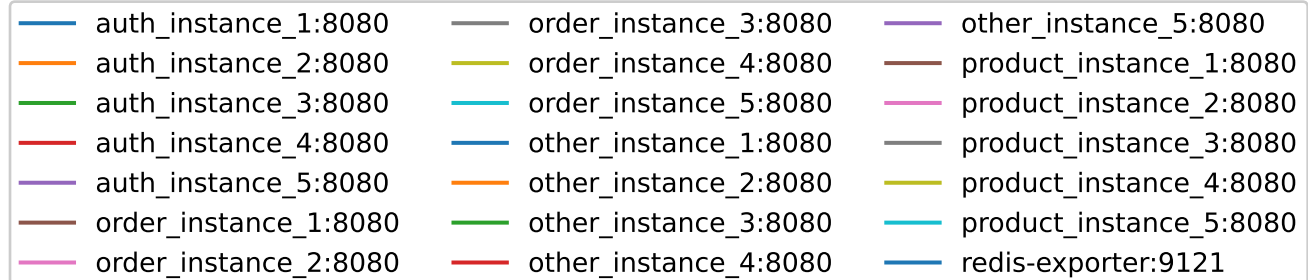 auth_instance_1:8080
auth_instance_2:8080
auth_instance_3:8080
auth_instance_4:8080
auth_instance_5:8080
order_instance_1:8080
order_instance_2:8080
order_instance_3:8080
order_instance_4:8080
order_instance_5:8080
other_instance_1:8080
other_instance_2:8080
other_instance_3:8080
other_instance_4:8080
other_instance_5:8080
product_instance_1:8080
product_instance_2:8080
product_instance_3:8080
product_instance_4:8080
product_instance_5:8080
redis-exporter:9121